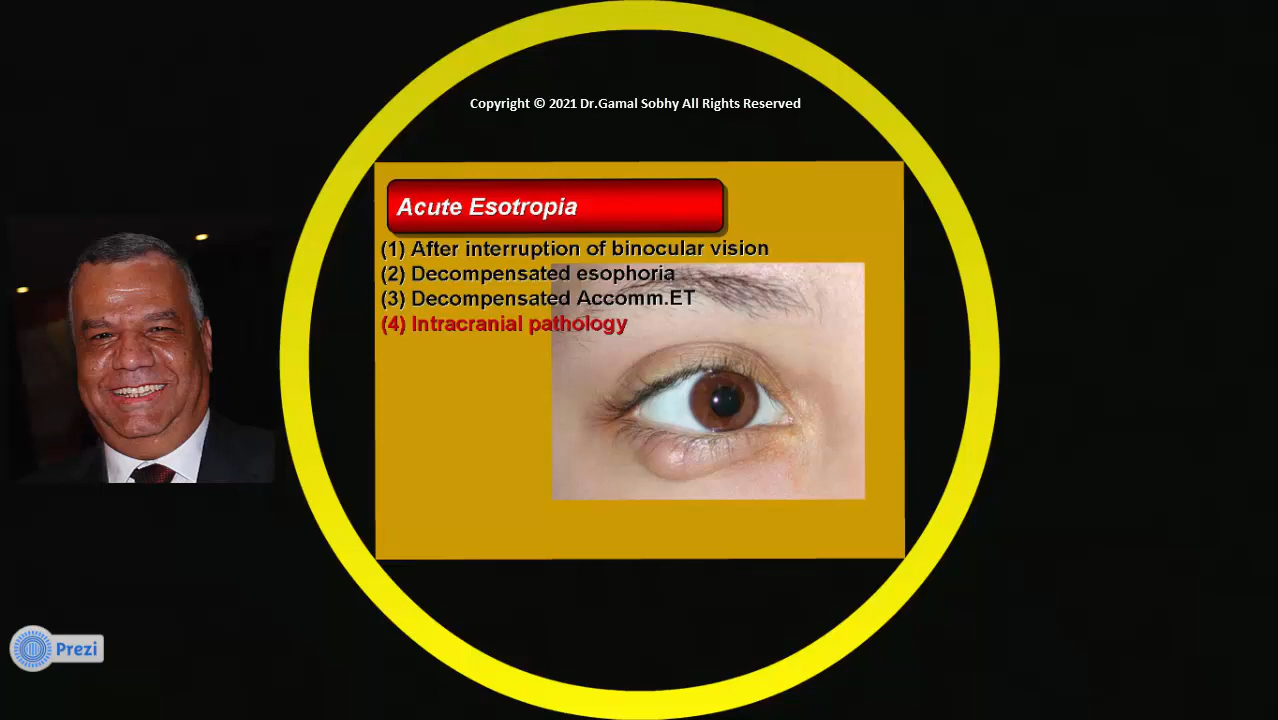 Copyright © 2021 Dr.Gamal Sobhy All Rights Reserved
Acute Esotropia
(1) After interruption of binocular vision
(2) Decompensated esophoria
(3) Decompensated Accomm.ET
(4) Intracranial pathology
Prezi